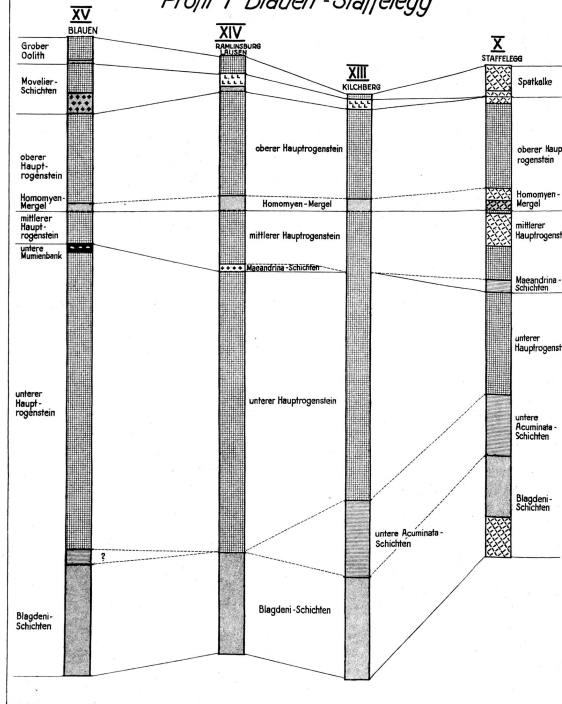 Profil 1 Blauen - Staffelegg
XV
BLAUEN
XIV
RAMLINSBURG
LAUSEN
XIII
KILCHBERG
X
STAFFELEGG
Grober
Oolith
Movelier-
Schichten
oberer
Haupt-
rogenstein
Homomyen-
Mergel
mittlerer
Haupt-
rogenstein
untere
Mumienbank
unterer
Haupt-
rogenstein
?
Blagdeni-
Schichten
oberer Hauptrogenstein
Homomyen-Mergel
mittlerer Hauptrogenstein
Maeandrina-Schichten
unterer Hauptrogenstein
untere Acuminata-
Schichten
Blagdeni-Schichten
Spatkalke
oberer Haup
rogenstein
Homomyen-
Mergel
mittlerer
Hauptrogenst
Maeandrina-
Schichten
unterer
Hauptrogenst
untere
Acuminata-
Schichten
Blagdeni-
Schichten